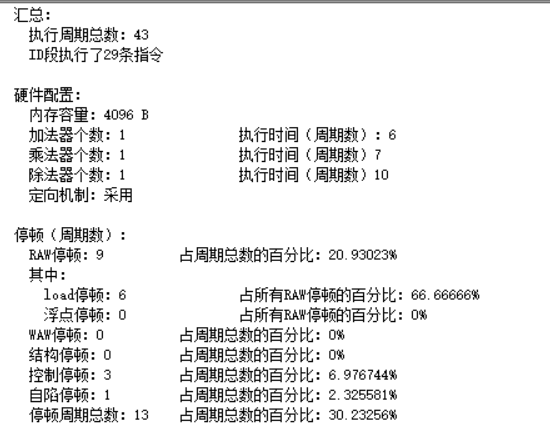 汇总：
执行周期总数：43
ID段执行了29条指令
硬件配置：
内存容量：4096 B
加法器个数：1 执行时间（周期数）：6
乘法器个数：1 执行时间（周期数）7
除法器个数：1 执行时间（周期数）10
定向机制：采用
停顿（周期数）：
RAW停顿：9 占周期总数的百分比：20.93023%
其中：
load停顿：6 占所有RAW停顿的百分比：66.66666%
浮点停顿：0 占所有RAW停顿的百分比：0%
WAW停顿：0 占周期总数的百分比：0%
结构停顿：0 占周期总数的百分比：0%
控制停顿：3 占周期总数的百分比：6.976744%
自陷停顿：1 占周期总数的百分比：2.325581%
停顿周期总数：13 占周期总数的百分比：30.23256%